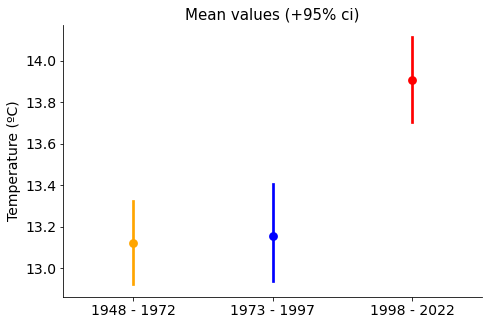 Mean values (+95% ci)
Temperature (ºC)
14.0
13.8
13.6
13.4
13.2
13.0
1948 - 1972
1973 - 1997
1998 - 2022